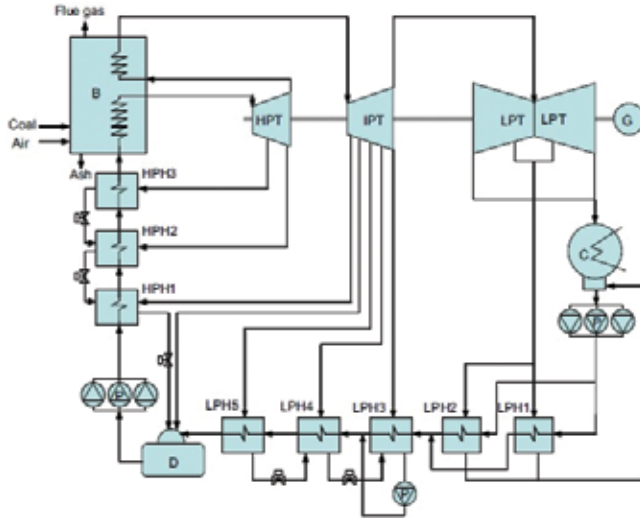 Flue gas
B
Coal
Air
Ash
HPH3
HPH2
HPH1
HPT
IPT
LPT
LPT
G
C
P
P
LPH5
LPH4
LPH3
LPH2
LPH1
D
P